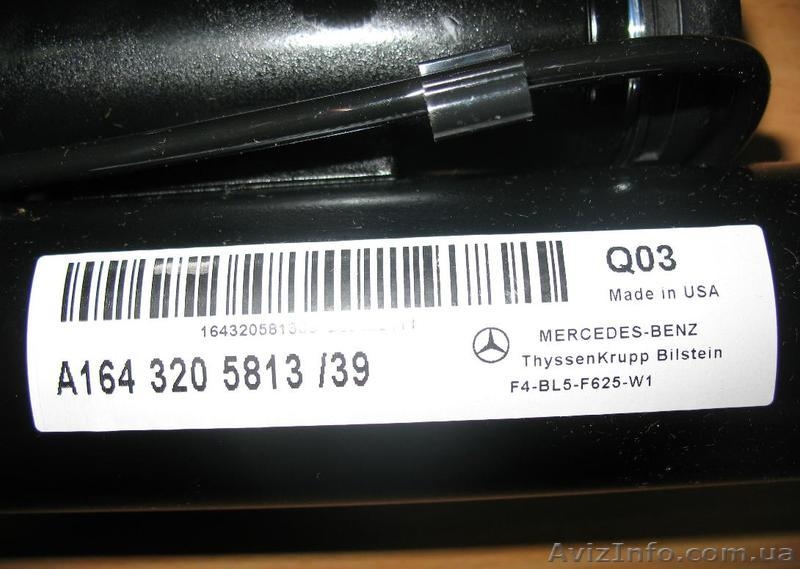 Q03
Made in USA
A164 320 5813 /39
MERCEDES-BENZ
ThyssenKrupp Bilstein
F4-BL5-F625-W1
AvizInfo.com.ua